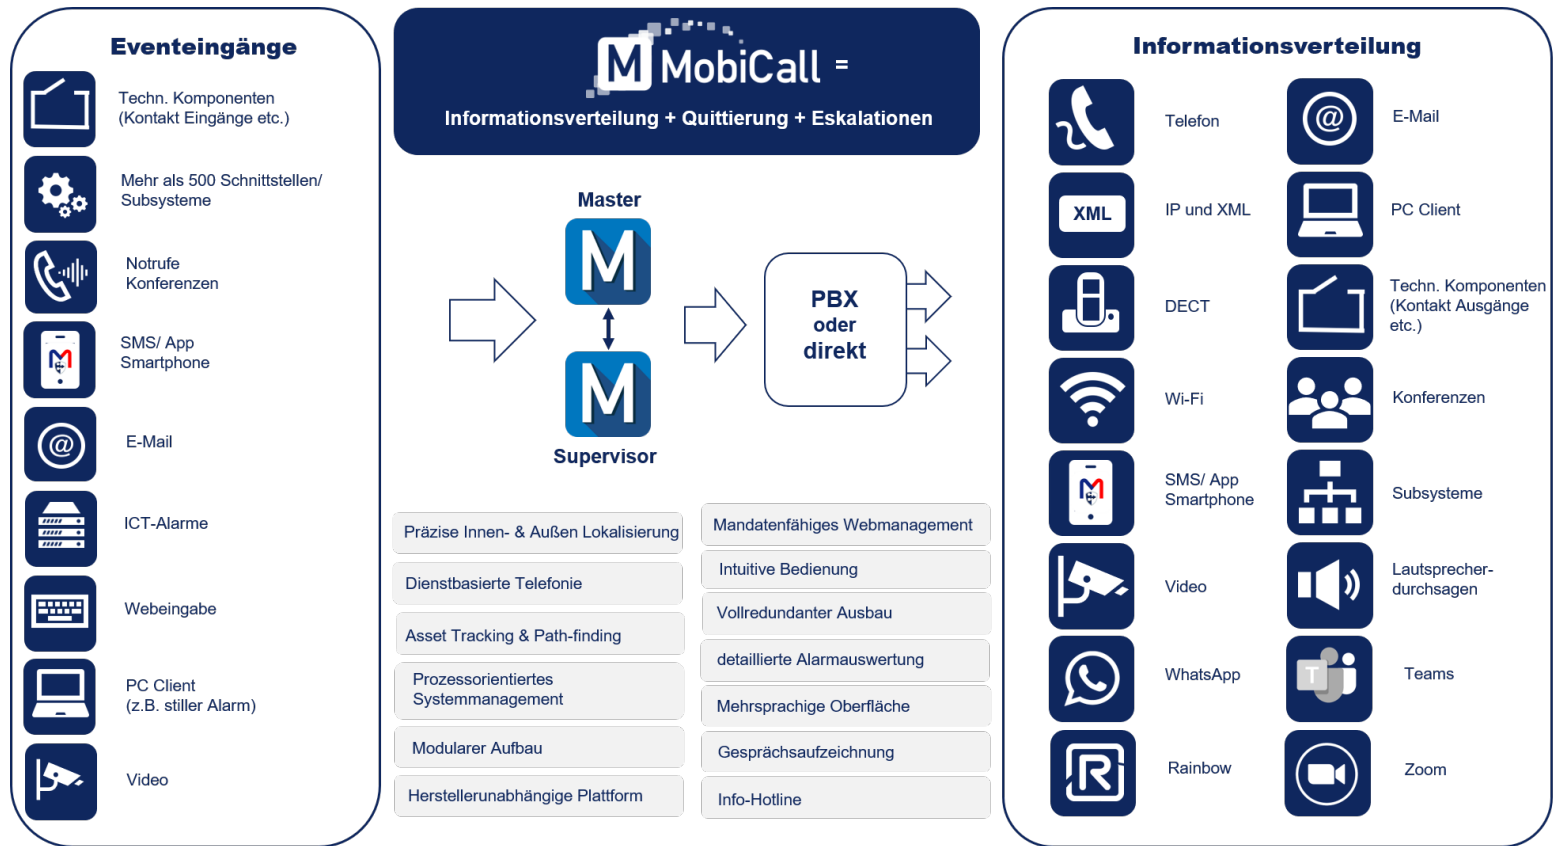 Eventeingänge
Techn. Komponenten
(Kontakt Eingänge etc.)
Mehr als 500 Schnittstellen/
Subsysteme
Notrufe
Konferenzen
SMS/ App
Smartphone
@
E-Mail
ICT-Alarme
Webeingabe
PC Client
(z.B. stiller Alarm)
Video
M MobiCall =
Informationsverteilung + Quittierung + Eskalationen
Master
M
M
Supervisor
PBX
oder
direkt
Präzise Innen- & Außen Lokalisierung
Dienstbasierte Telefonie
Asset Tracking & Path-finding
Prozessorientiertes
Systemmanagement
Modularer Aufbau
Herstellerunabhängige Plattform
Mandatenfähiges Webmanagement
Intuitive Bedienung
Vollredundanter Ausbau
detaillierte Alarmauswertung
Mehrsprachige Oberfläche
Gesprächsaufzeichnung
Info-Hotline
Informationsverteilung
Telefon
XML
IP und XML
DECT
Wi-Fi
SMS/ App
Smartphone
Video
WhatsApp
R
Rainbow
@
E-Mail
PC Client
Techn. Komponenten
(Kontakt Ausgänge
etc.)
Konferenzen
Subsysteme
Lautsprecher-
durchsagen
T
Teams
Zoom